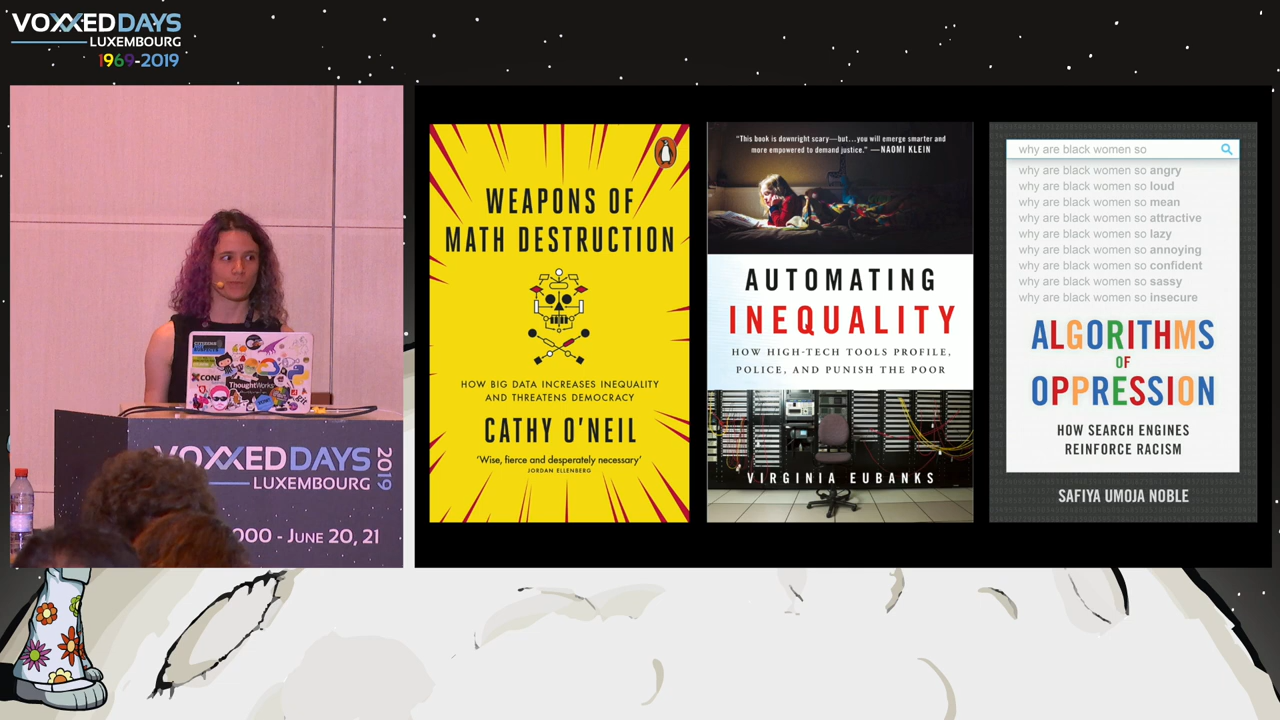 VOXXEDDAYS
LUXEMBOURG
1969-2019
XCONF
ThoughtWorks
VOXXEDDAYS
LUXEMBOURG
2019
000 - JUNE 20, 21
WEAPONS OF
MATH DESTRUCTION
HOW BIG DATA INCREASES INEQUALITY
AND THREATENS DEMOCRACY
CATHY O'NEIL
'Wise, fierce and desperately necessary'
JORDAN ELLENBERG
"This book is downright scary—but...you will emerge smarter and
more empowered to demand justice." —NAOMI KLEIN
AUTOMATING
INEQUALITY
HOW HIGH-TECH TOOLS PROFILE,
POLICE, AND PUNISH THE POOR
VIRGINIA EUBANKS
why are black women so
why are black women so angry
why are black women so loud
why are black women so mean
why are black women so attractive
why are black women so lazy
why are black women so annoying
why are black women so confident
why are black women so sassy
why are black women so insecure
ALGORITHMS
OF
OPPRESSION
HOW SEARCH ENGINES
REINFORCE RACISM
SAFIYA UMOJA NOBLE